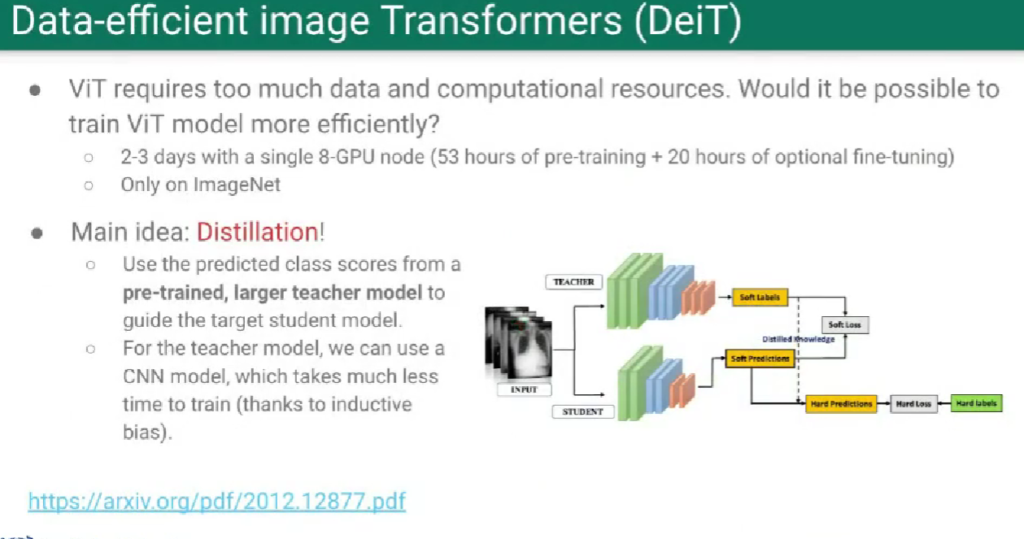 Data-efficient image Transformers (DeiT)
● ViT requires too much data and computational resources. Would it be possible to
train ViT model more efficiently?
○ 2-3 days with a single 8-GPU node (53 hours of pre-training + 20 hours of optional fine-tuning)
○ Only on ImageNet
● Main idea: Distillation!
○ Use the predicted class scores from a
pre-trained, larger teacher model to
guide the target student model.
○ For the teacher model, we can use a
CNN model, which takes much less
time to train (thanks to inductive
bias).
TEACHER
Soft Labels
Soft Loss
Distilled Knowledge
Soft Predictions
INPUT
STUDENT
Hard Predictions
Hard Loss
Hard labels
https://arxiv.org/pdf/2012.12877.pdf